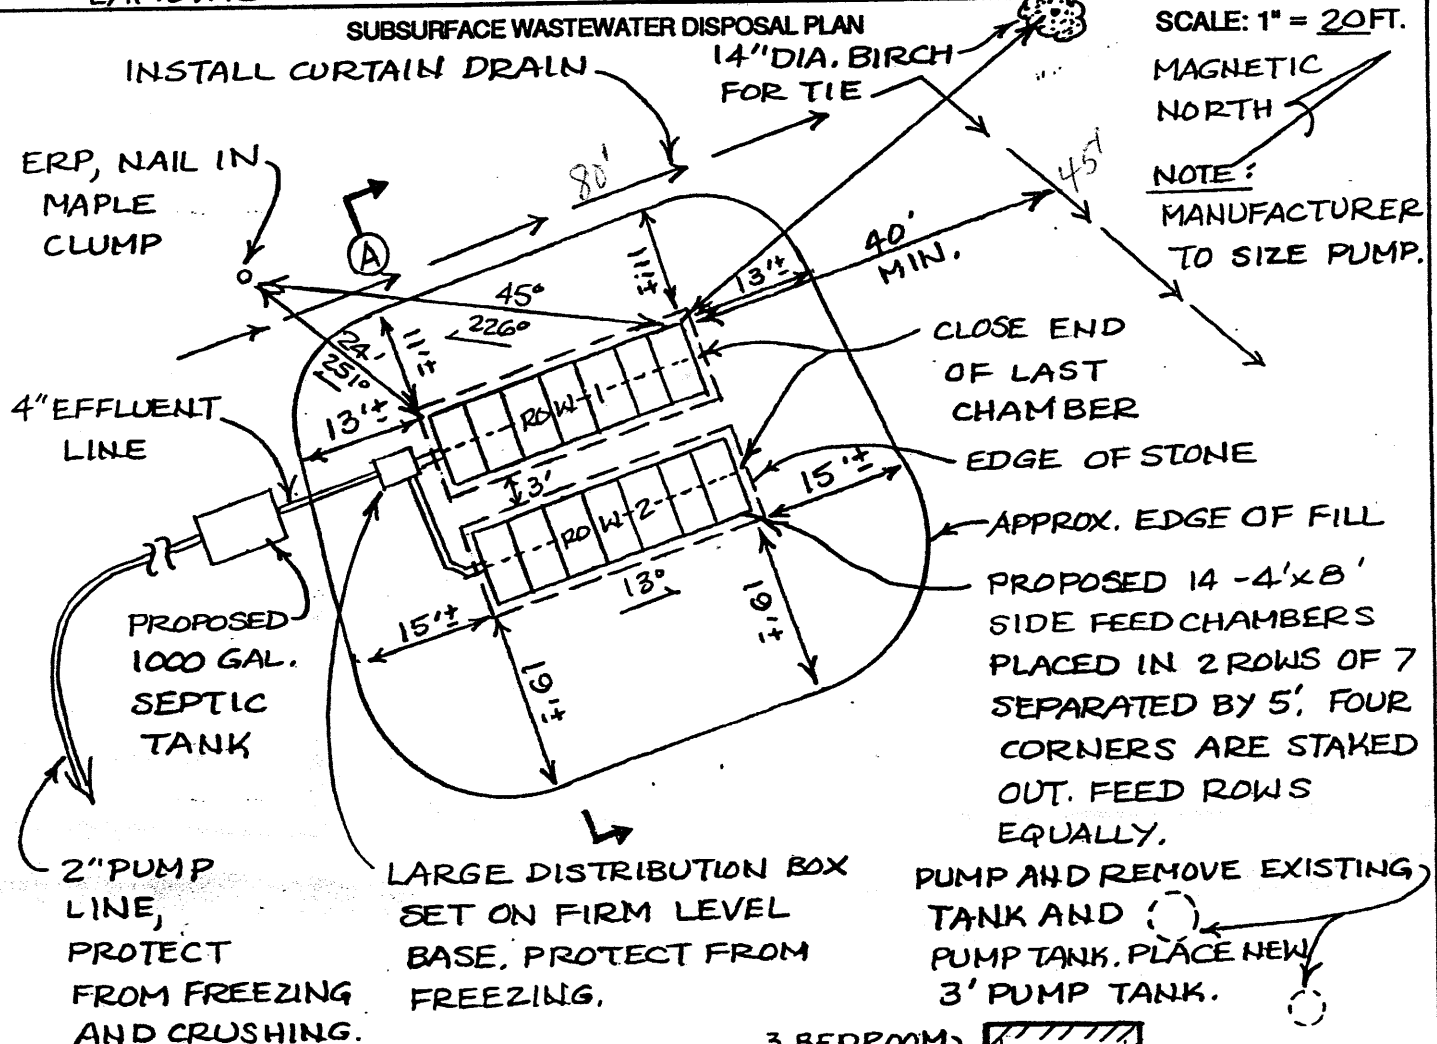 SUBSURFACE WASTEWATER DISPOSAL PLAN
SCALE: 1" = 20 FT.
INSTALL CURTAIN DRAIN
14" DIA. BIRCH
FOR TIE
MAGNETIC
NORTH
ERP, NAIL IN
MAPLE
CLUMP
A
80'
45'
NOTE:
MANUFACTURER
TO SIZE PUMP.
40'
MIN.
11'±
13'±
45°
226°
11'±
24'
251°
13'±
4" EFFLUENT
LINE
ROW-1
CLOSE END
OF LAST
CHAMBER
3'
EDGE OF STONE
15'±
ROW-2
APPROX. EDGE OF FILL
13°
15'±
19'±
19'±
PROPOSED
1000 GAL.
SEPTIC
TANK
PROPOSED 14 - 4'x8'
SIDE FEED CHAMBERS
PLACED IN 2 ROWS OF 7
SEPARATED BY 5'. FOUR
CORNERS ARE STAKED
OUT. FEED ROWS
EQUALLY.
2" PUMP
LINE,
PROTECT
FROM FREEZING
AND CRUSHING.
LARGE DISTRIBUTION BOX
SET ON FIRM LEVEL
BASE. PROTECT FROM
FREEZING.
PUMP AND REMOVE EXISTING
TANK AND
PUMP TANK. PLACE NEW
3' PUMP TANK.
3 BEDROOM